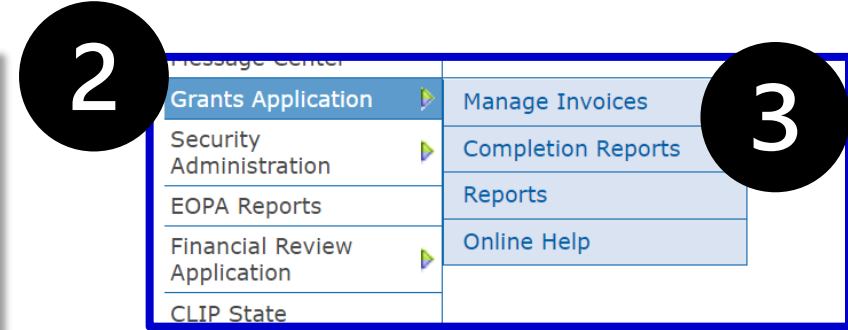 2
Message Center
Grants Application
Security
Administration
EOPA Reports
Financial Review
Application
CLIP State
Manage Invoices
Completion Reports
Reports
Online Help
3